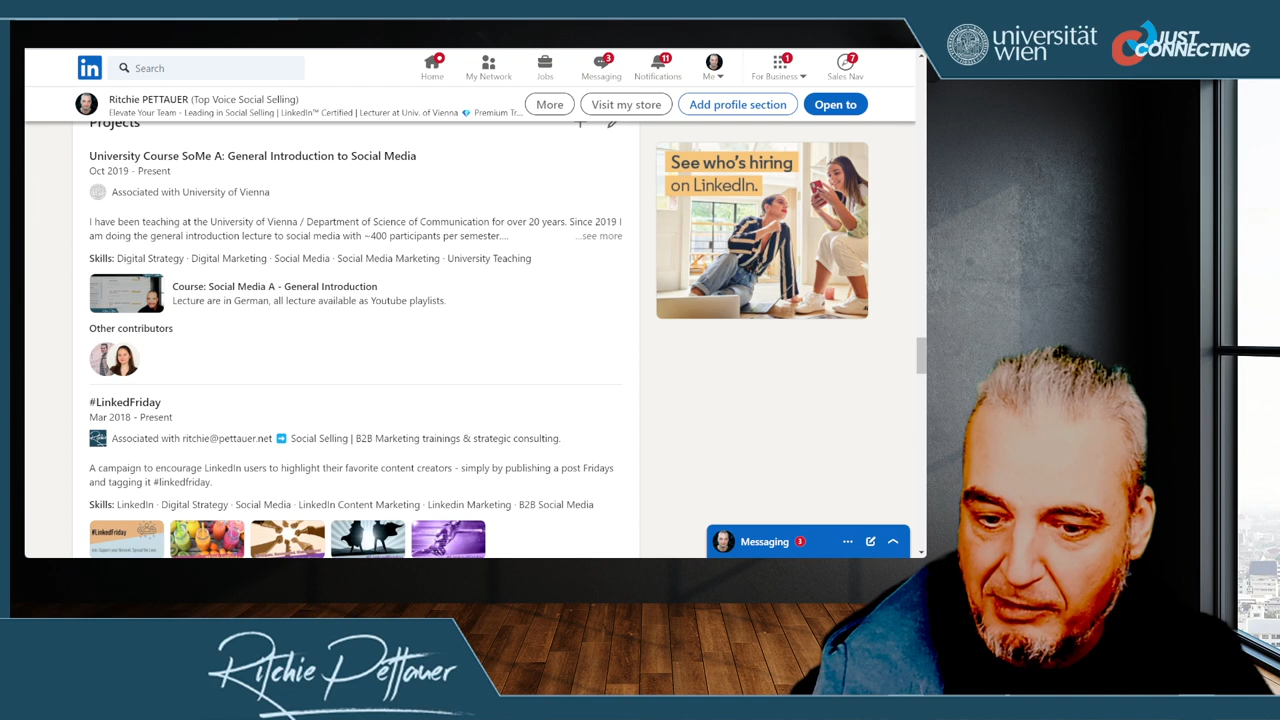 universität
wien
JUST
CONNECTING
in
Search
3
11
1
7
Home
My Network
Jobs
Messaging
Notifications
Me
For Business
Sales Nav
Ritchie PETTAUER (Top Voice Social Selling)
Elevate Your Team - Leading in Social Selling | LinkedIn™ Certified | Lecturer at Univ. of Vienna 💎 Premium Tr...
More
Visit my store
Add profile section
Open to
Projects
University Course SoMe A: General Introduction to Social Media
Oct 2019 - Present
Associated with University of Vienna
I have been teaching at the University of Vienna / Department of Science of Communication for over 20 years. Since 2019 I
am doing the general introduction lecture to social media with ~400 participants per semester.... ...see more
Skills: Digital Strategy · Digital Marketing · Social Media · Social Media Marketing · University Teaching
Course: Social Media A - General Introduction
Lecture are in German, all lecture available as Youtube playlists.
Other contributors
#LinkedFriday
Mar 2018 - Present
Associated with ritchie@pettauer.net ➡️ Social Selling | B2B Marketing trainings & strategic consulting.
A campaign to encourage LinkedIn users to highlight their favorite content creators - simply by publishing a post Fridays
and tagging it #linkedfriday.
Skills: LinkedIn · Digital Strategy · Social Media · LinkedIn Content Marketing · Linkedin Marketing · B2B Social Media
#LinkedFriday
See who's hiring
on LinkedIn.
Messaging 3
Ritchie Pettauer